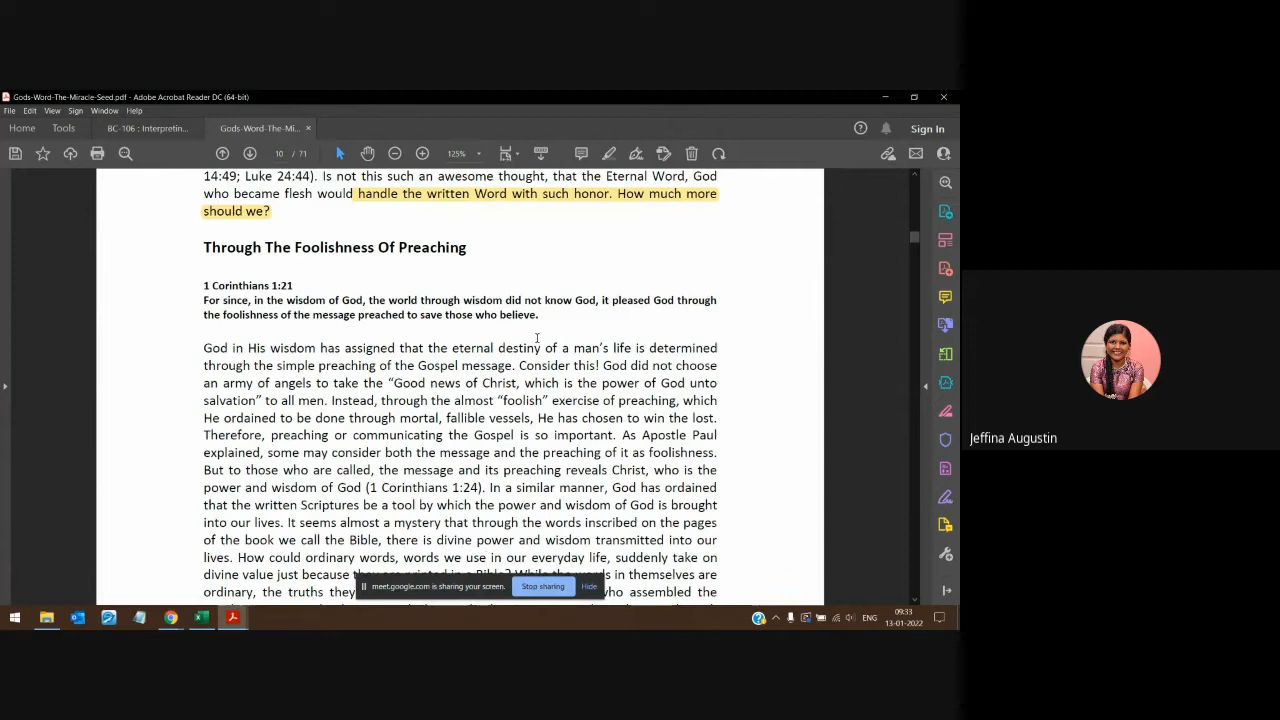 Gods-Word-The-Miracle-Seed.pdf - Adobe Acrobat Reader DC (64-bit)
File Edit View Sign Window Help
Home Tools BC-106 : Interpretin... Gods-Word-The-Mi... × Sign In
10 / 71 125%
14:49; Luke 24:44). Is not this such an awesome thought, that the Eternal Word, God
who became flesh would handle the written Word with such honor. How much more
should we?
Through The Foolishness Of Preaching
1 Corinthians 1:21
For since, in the wisdom of God, the world through wisdom did not know God, it pleased God through
the foolishness of the message preached to save those who believe.
God in His wisdom has assigned that the eternal destiny of a man's life is determined
through the simple preaching of the Gospel message. Consider this! God did not choose
an army of angels to take the “Good news of Christ, which is the power of God unto
salvation” to all men. Instead, through the almost “foolish” exercise of preaching, which
He ordained to be done through mortal, fallible vessels, He has chosen to win the lost.
Therefore, preaching or communicating the Gospel is so important. As Apostle Paul
explained, some may consider both the message and the preaching of it as foolishness.
But to those who are called, the message and its preaching reveals Christ, who is the
power and wisdom of God (1 Corinthians 1:24). In a similar manner, God has ordained
that the written Scriptures be a tool by which the power and wisdom of God is brought
into our lives. It seems almost a mystery that through the words inscribed on the pages
of the book we call the Bible, there is divine power and wisdom transmitted into our
lives. How could ordinary words, words we use in our everyday life, suddenly take on
divine value just because in themselves are
ordinary, the truths they who assembled the
meet.google.com is sharing your screen. Stop sharing Hide
Jeffina Augustin
ENG 09:33
13-01-2022